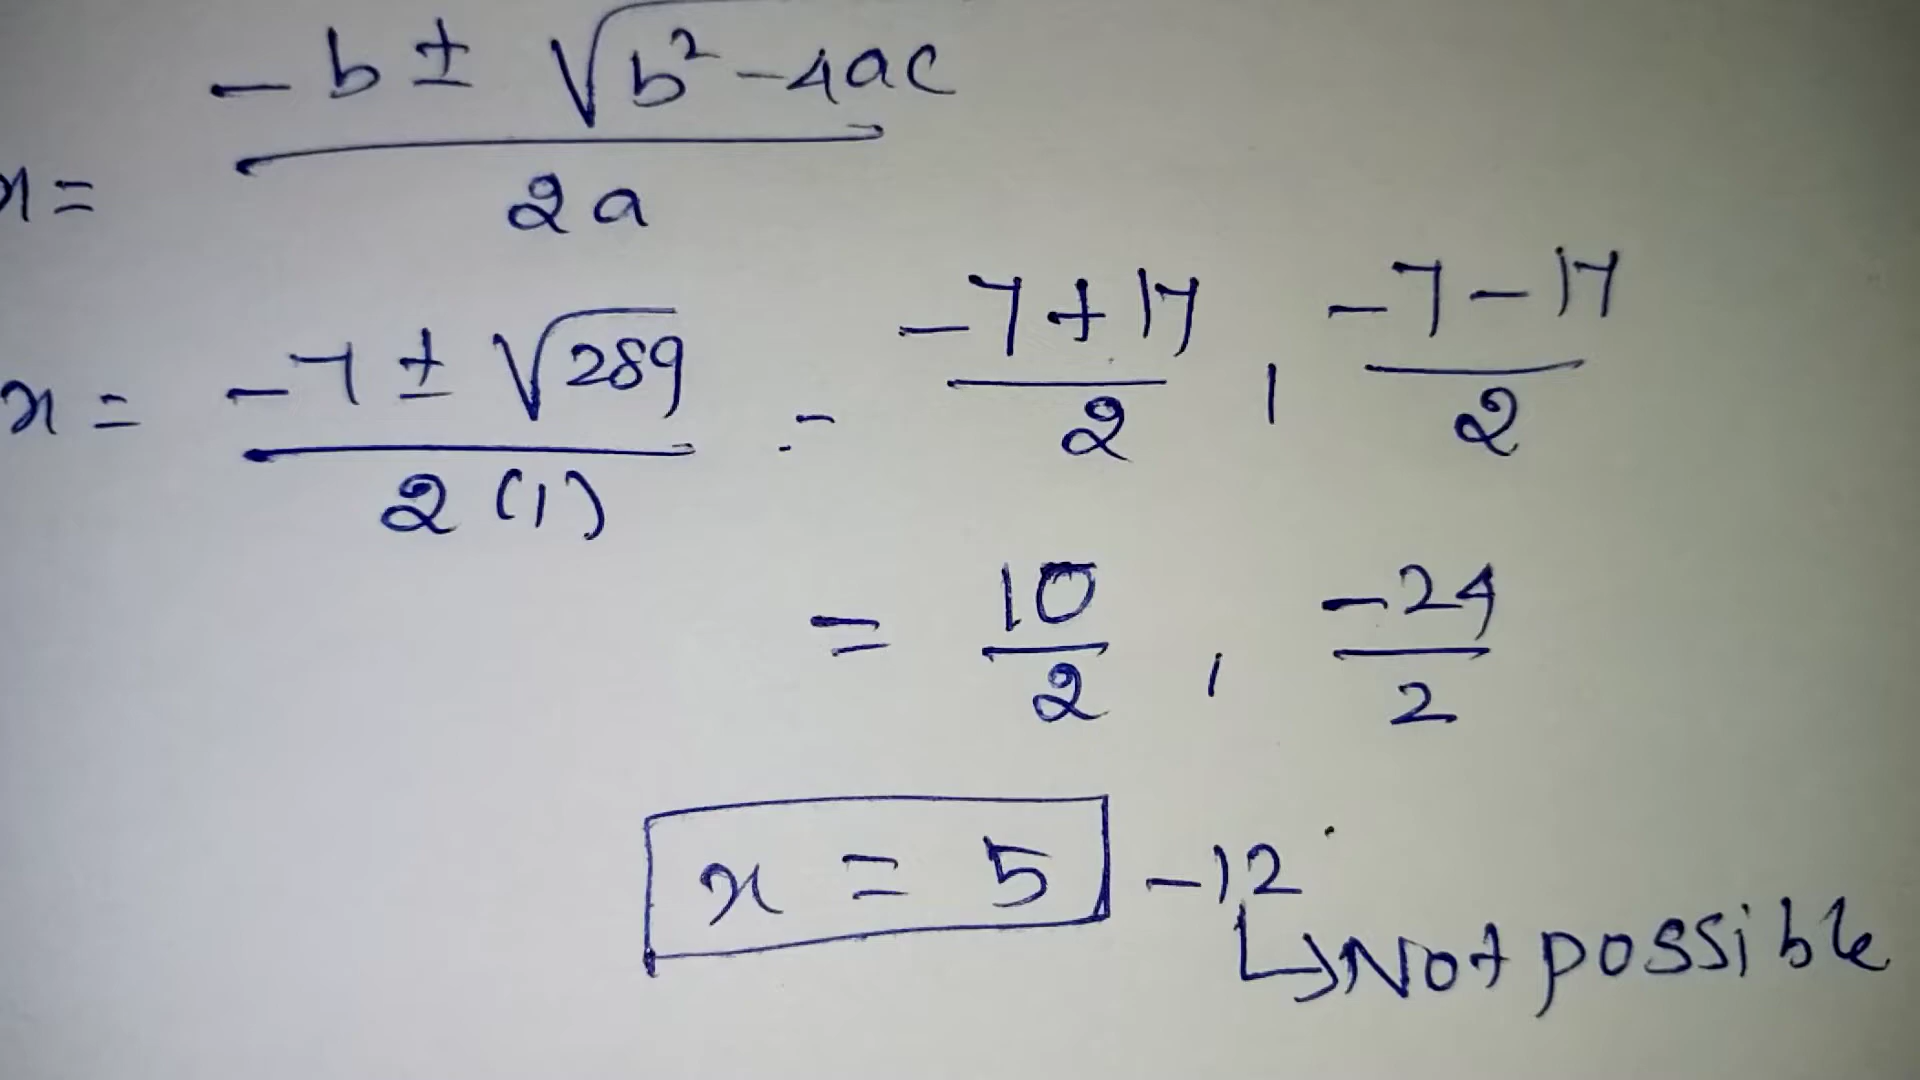 x = -b ± √b² -4ac / 2a
x = -7 ± √289 / 2 (1) = -7 + 17 / 2 , -7 - 17 / 2
= 10 / 2 , -24 / 2
x = 5 -12
↳ Not possible